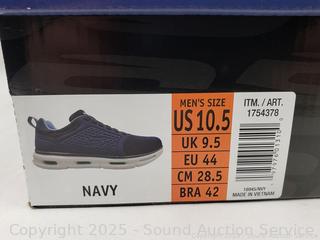 MEN'S SIZE
US 10.5
UK 9.5
EU 44
CM 28.5
BRA 42
ITM. / ART.
1754378
NAVY
MADE IN VIETNAM
Copyright 2025 - Sound Auction Service